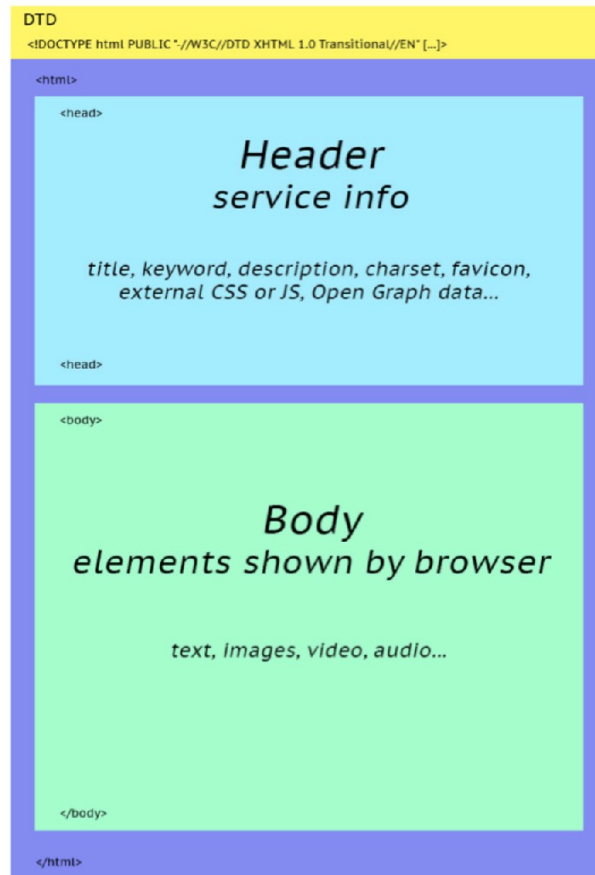 DTD
<!DOCTYPE html PUBLIC "-//W3C//DTD XHTML 1.0 Transitional//EN" [...]>
<html>
<head>
Header
service info
title, keyword, description, charset, favicon,
external CSS or JS, Open Graph data...
<head>
<body>
Body
elements shown by browser
text, images, video, audio...
</body>
</html>